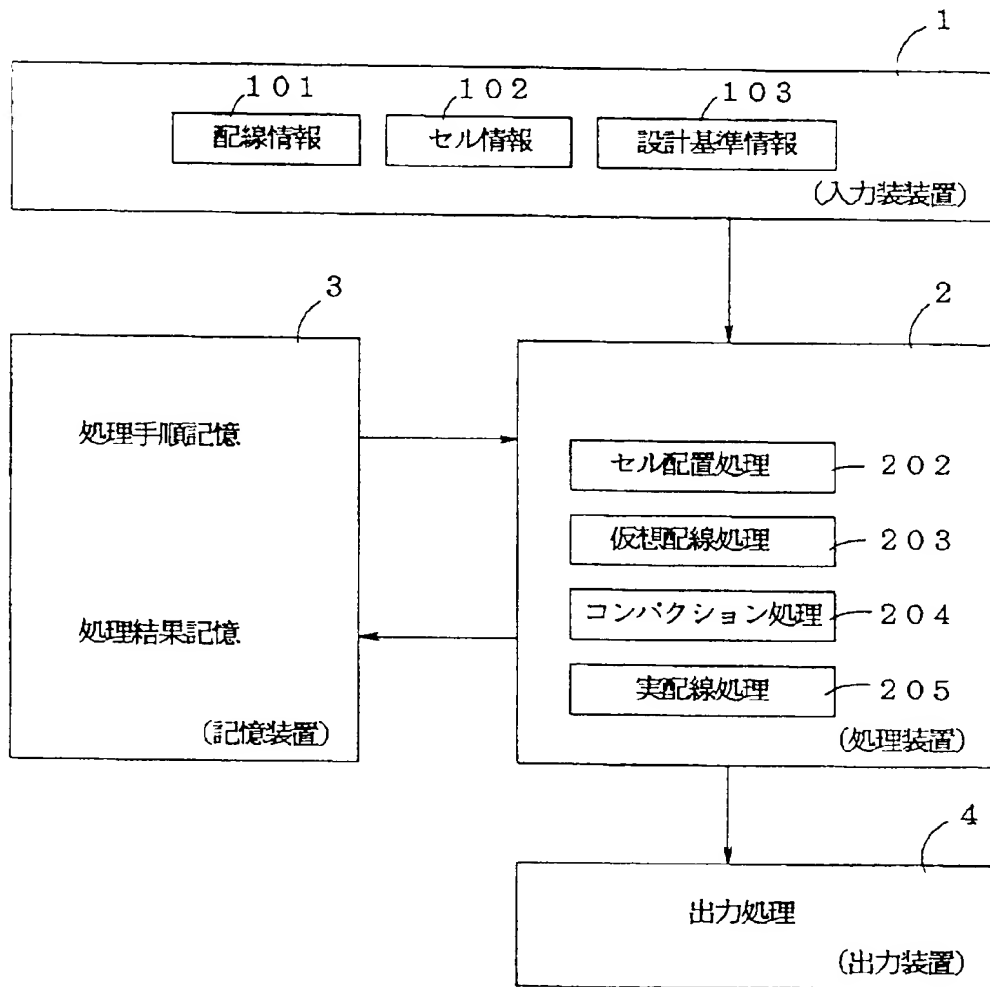 1
101 102 103
配線情報 セル情報 設計基準情報
(入力装装置)
3 2
処理手順記憶
セル配置処理 202
仮想配線処理 203
コンパクション処理 204
処理結果記憶
実配線処理 205
(記憶装置) (処理装置)
4
出力処理
(出力装置)